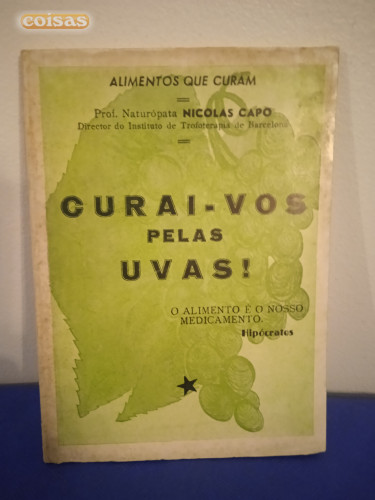 coisas
ALIMENTOS QUE CURAM
Prof. Naturópata NICOLAS CAPO
Director do Instituto de Trofoterapia de Barcelona
CURAI-VOS
PELAS
UVAS!
O ALIMENTO É O NOSSO
MEDICAMENTO.
Hipócrates